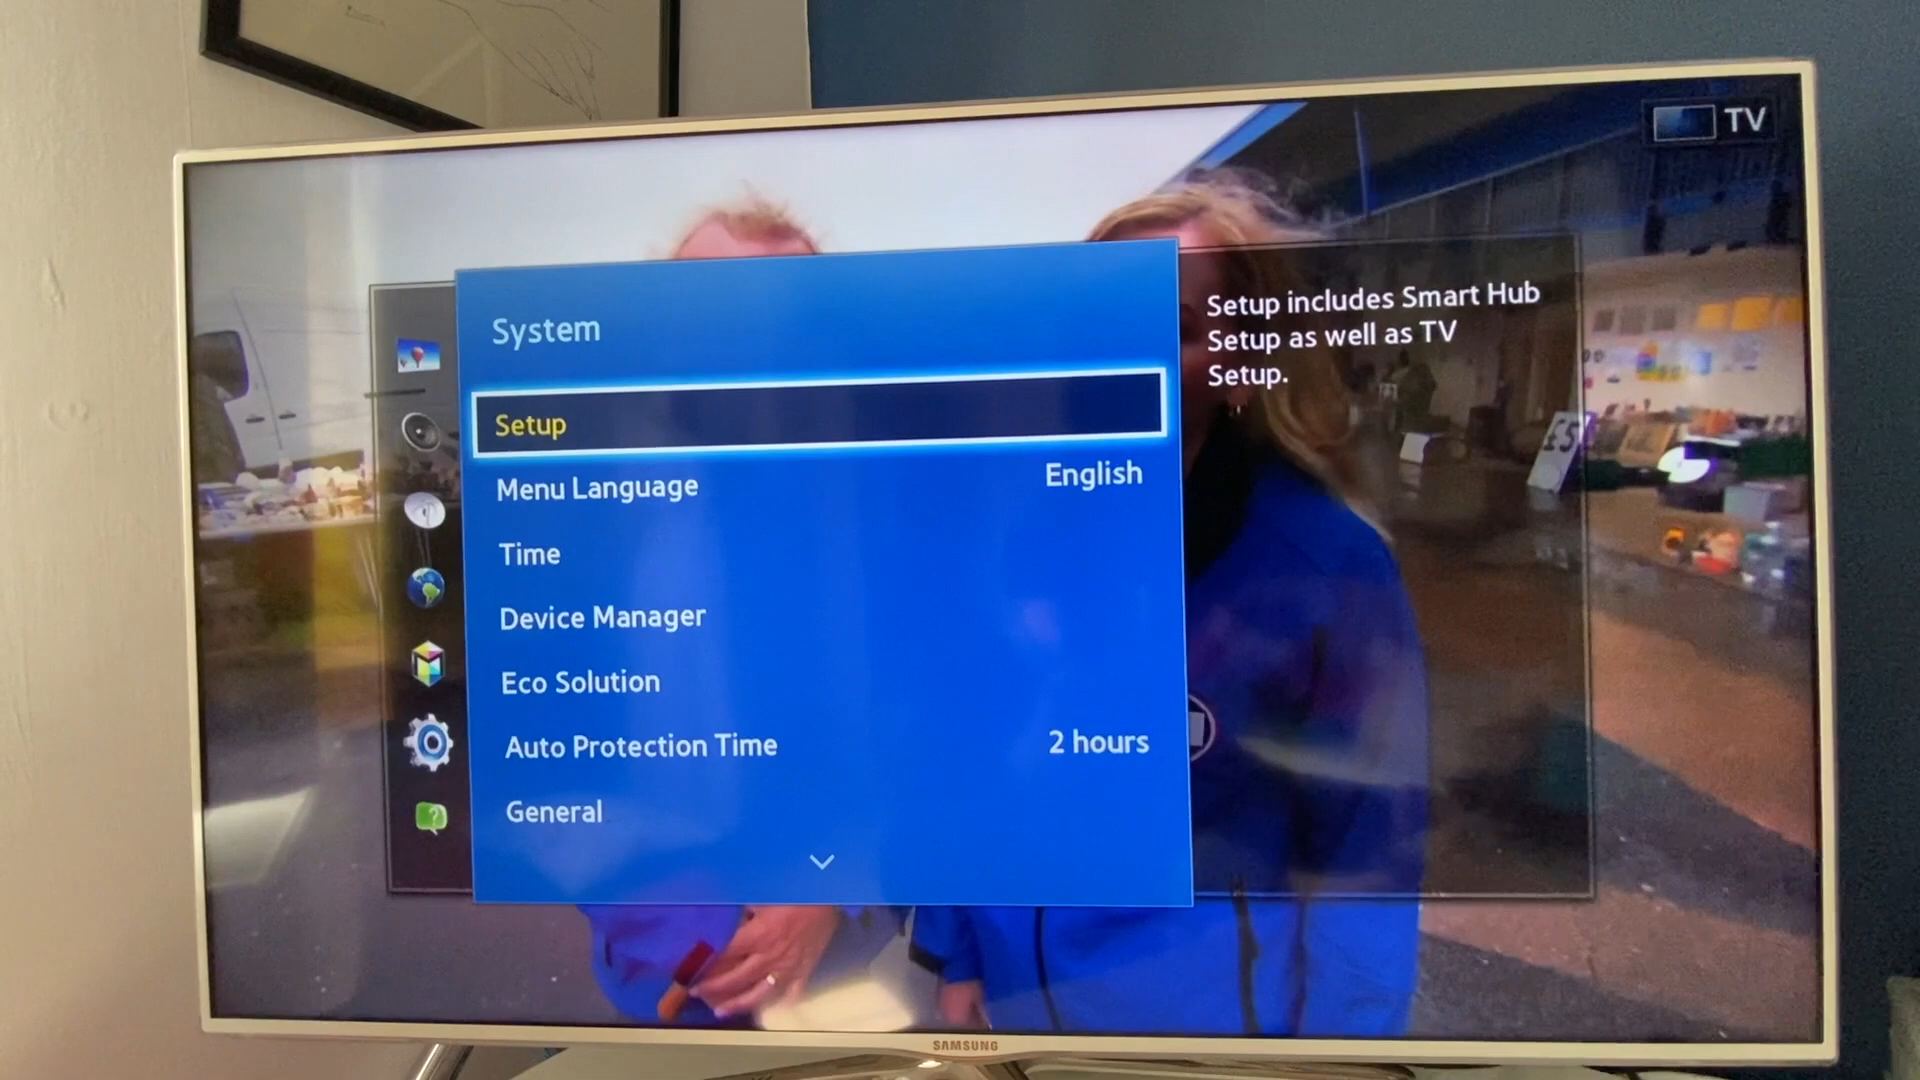 TV
System
Setup
Menu Language English
Time
Device Manager
Eco Solution
Auto Protection Time 2 hours
General
Setup includes Smart Hub
Setup as well as TV
Setup.
£5
SAMSUNG